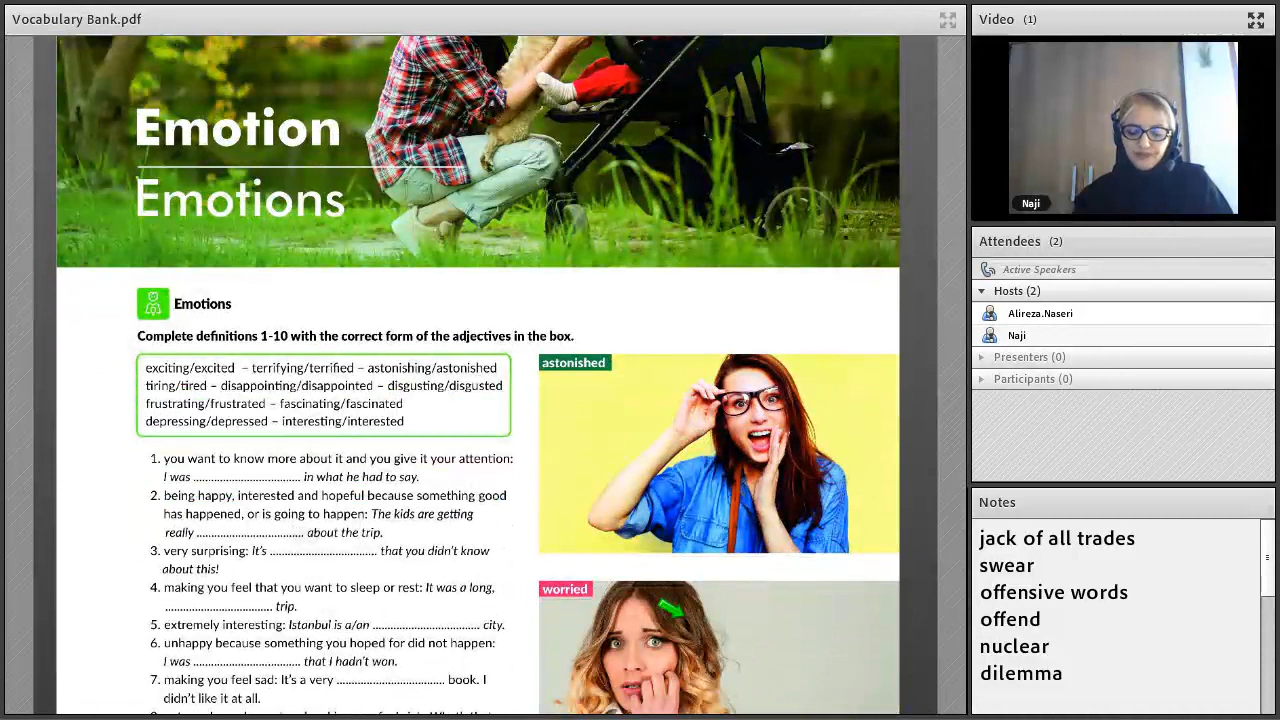 Vocabulary Bank.pdf
Emotion
Emotions
Emotions
Complete definitions 1-10 with the correct form of the adjectives in the box.
exciting/excited – terrifying/terrified – astonishing/astonished
tiring/tired – disappointing/disappointed – disgusting/disgusted
frustrating/frustrated – fascinating/fascinated
depressing/depressed – interesting/interested
1. you want to know more about it and you give it your attention:
I was .................................. in what he had to say.
2. being happy, interested and hopeful because something good
has happened, or is going to happen: The kids are getting
really .................................. about the trip.
3. very surprising: It's .................................. that you didn't know
about this!
4. making you feel that you want to sleep or rest: It was a long,
.................................. trip.
5. extremely interesting: Istanbul is a/an .................................. city.
6. unhappy because something you hoped for did not happen:
I was .................................. that I hadn't won.
7. making you feel sad: It's a very .................................. book. I
didn't like it at all.
astonished
worried
Video (1)
Naji
Attendees (2)
Active Speakers
Hosts (2)
Alireza.Naseri
Naji
Presenters (0)
Participants (0)
Notes
jack of all trades
swear
offensive words
offend
nuclear
dilemma